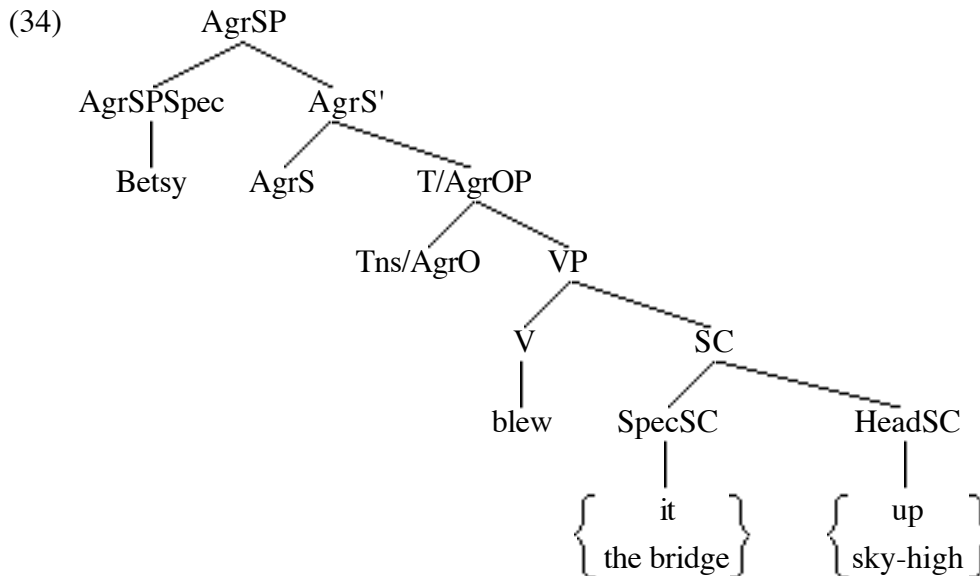 (34) AgrSP
AgrSPSpec AgrS'
Betsy AgrS T/AgrOP
Tns/AgrO VP
V SC
blew SpecSC HeadSC
it up
the bridge sky-high